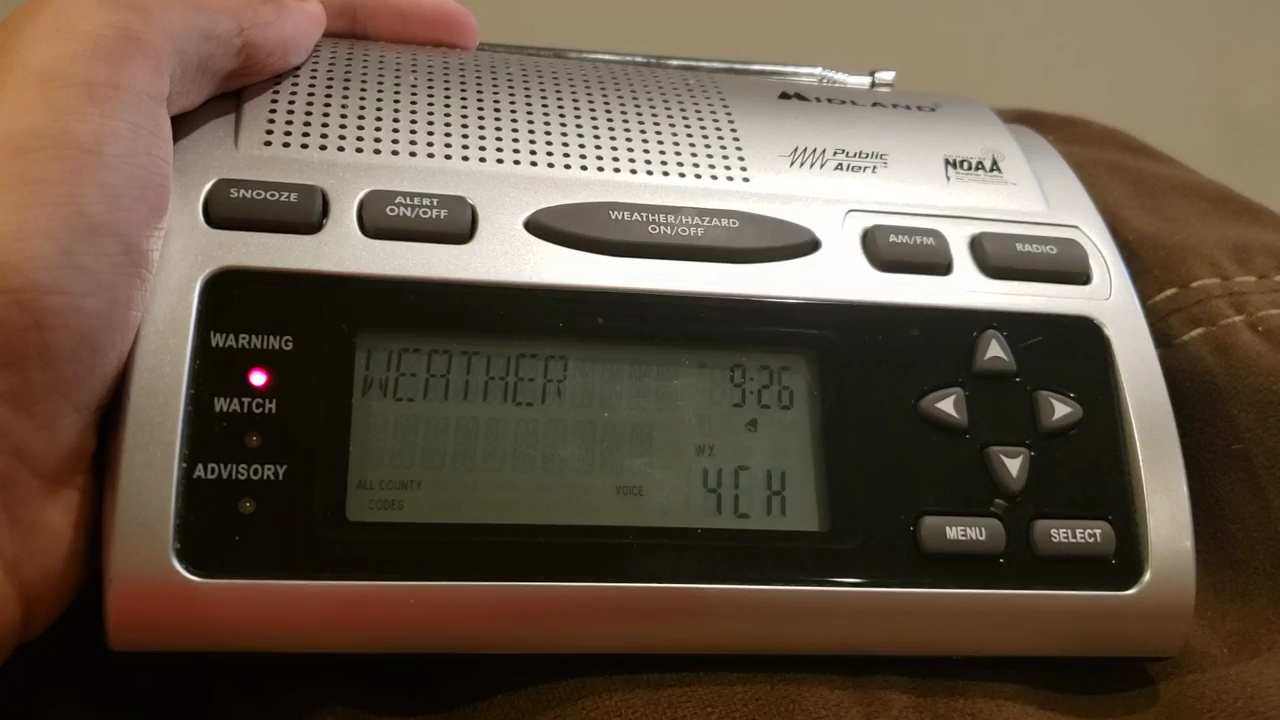 MIDLAND
Public
Alert
NOAA
SNOOZE
ALERT
ON/OFF
WEATHER/HAZARD
ON/OFF
AM/FM
RADIO
WARNING
WATCH
ADVISORY
WEATHER
9:26
WX
4CH
ALL COUNTY
CODES
VOICE
MENU
SELECT